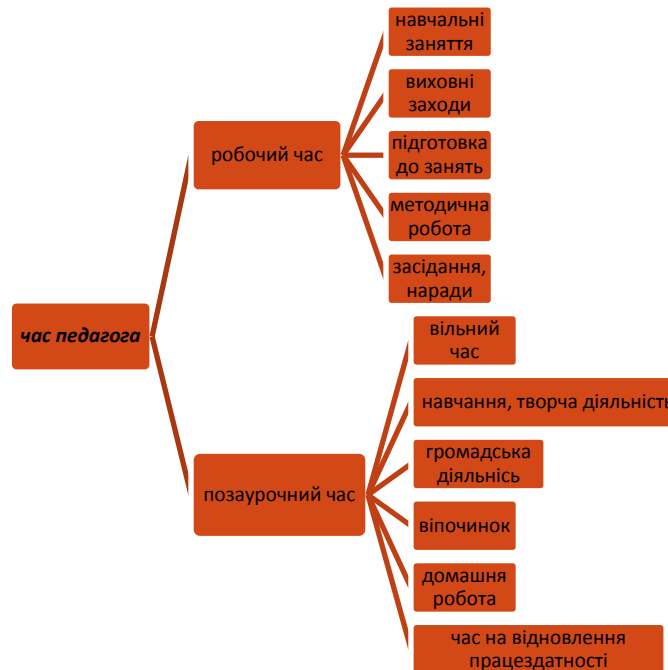 час педагога
робочий час
навчальні
заняття
виховні
заходи
підготовка
до занять
методична
робота
засідання,
наради
позаурочний час
вільний
час
навчання, творча діяльність
громадська
діяльнісь
віпочинок
домашня
робота
час на відновлення
працездатності